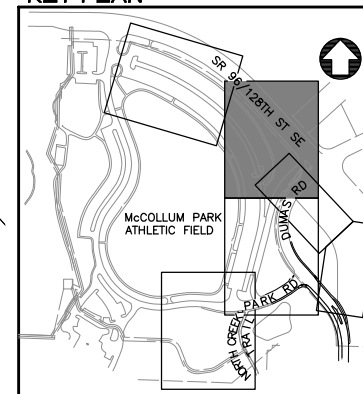 KEY PLAN
SR 96/128TH ST SE
DUMAS RD
McCOLLUM PARK
ATHLETIC FIELD
NORTH CREEK PARK RD
TRAIL